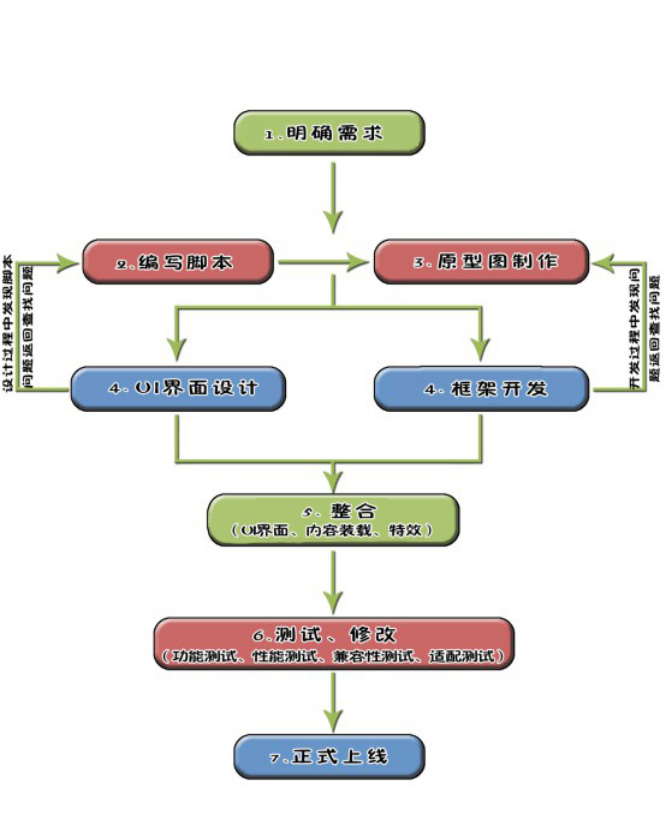 1.明确需求
2.编写脚本
3.原型图制作
设计过程中发现脚本
问题返回查找问题
开发过程中发现问
题返回查找问题
4.UI界面设计
4.框架开发
5.整合
(UI界面、内容装载、特效)
6.测试、修改
(功能测试、性能测试、兼容性测试、适配测试)
7.正式上线